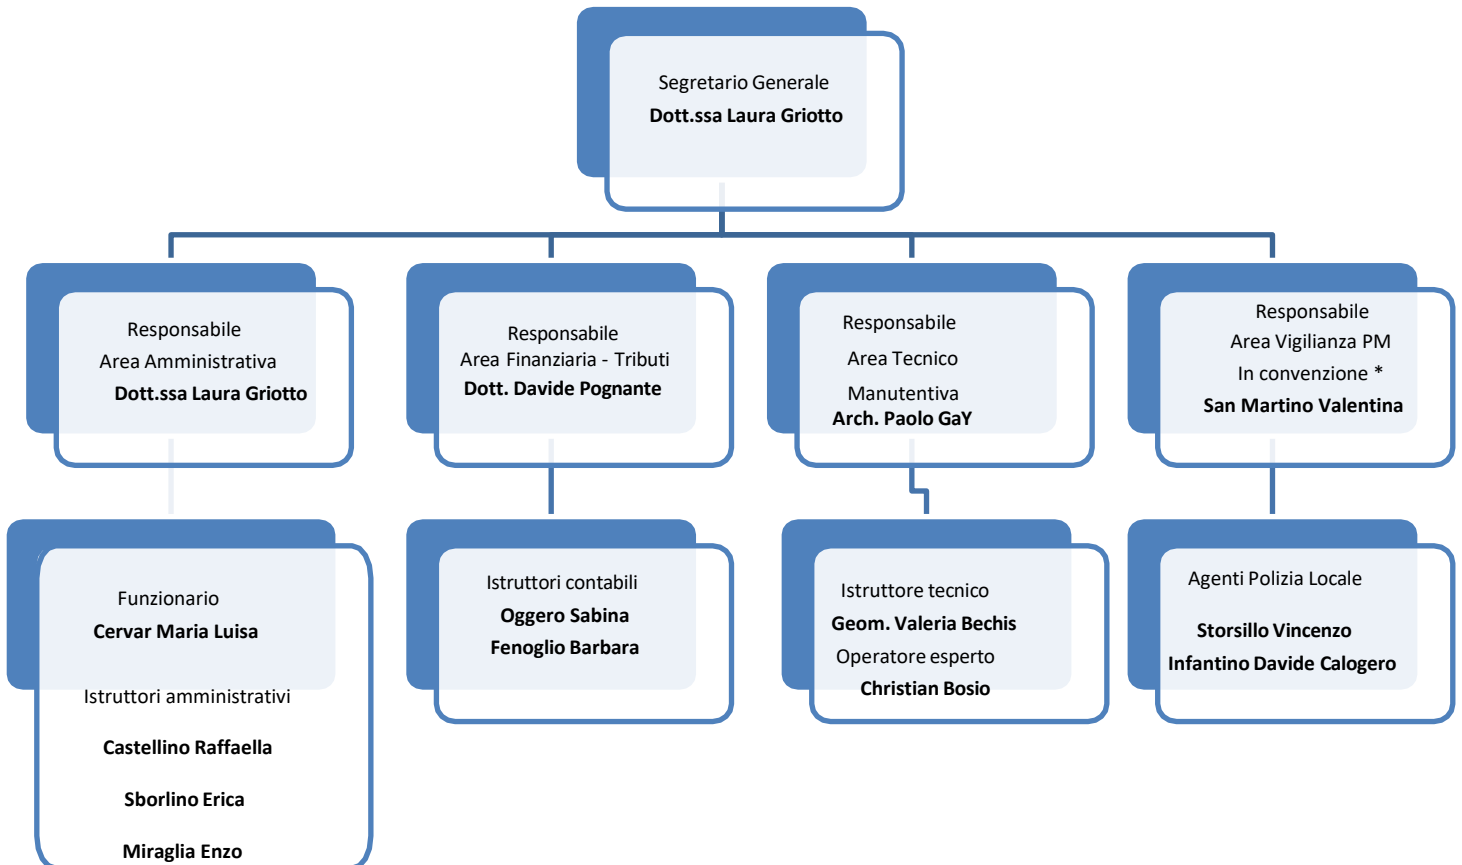 Segretario Generale
Dott.ssa Laura Griotto
Responsabile
Area Amministrativa
Dott.ssa Laura Griotto
Responsabile
Area Finanziaria - Tributi
Dott. Davide Pognante
Responsabile
Area Tecnico
Manutentiva
Arch. Paolo GaY
Responsabile
Area Vigilianza PM
In convenzione *
San Martino Valentina
Funzionario
Cervar Maria Luisa
Istruttori amministrativi
Castellino Raffaella
Sborlino Erica
Miraglia Enzo
Istruttori contabili
Oggero Sabina
Fenoglio Barbara
Istruttore tecnico
Geom. Valeria Bechis
Operatore esperto
Christian Bosio
Agenti Polizia Locale
Storsillo Vincenzo
Infantino Davide Calogero